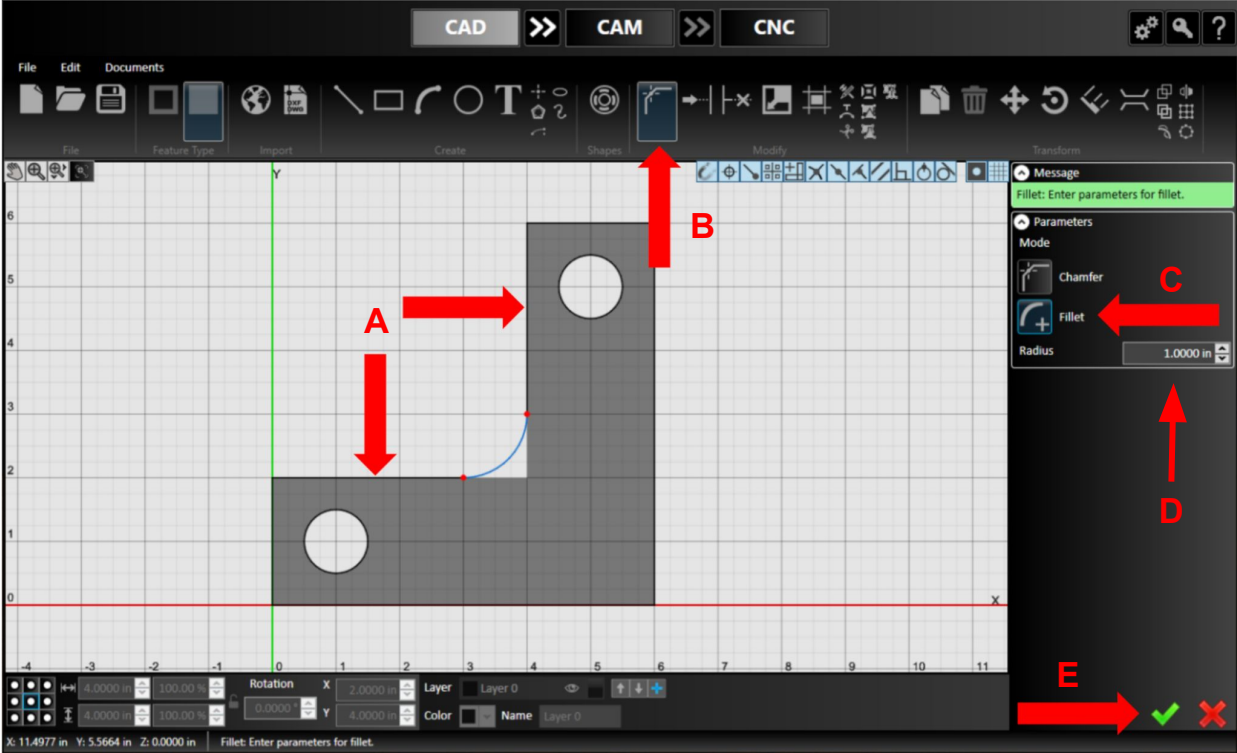 CAD CAM CNC
File Edit Documents
DXF
DWG
T
File Feature Type Import Create Shapes Modify Transform
Y
Message
Fillet: Enter parameters for fillet.
6
B
Parameters
Mode
5
Chamfer
C
A
Fillet
4
Radius 1.0000 in
3
2
D
1
0
X
-4 -3 -2 -1 0 1 2 3 4 5 6 7 8 9 10 11
E
4.0000 in 100.00 % Rotation X 2.0000 in Layer Layer 0
4.0000 in 100.00 % 0.0000 ° Y 4.0000 in Color Name Layer 0
X: 11.4977 in Y: 5.5664 in Z: 0.0000 in Fillet: Enter parameters for fillet.